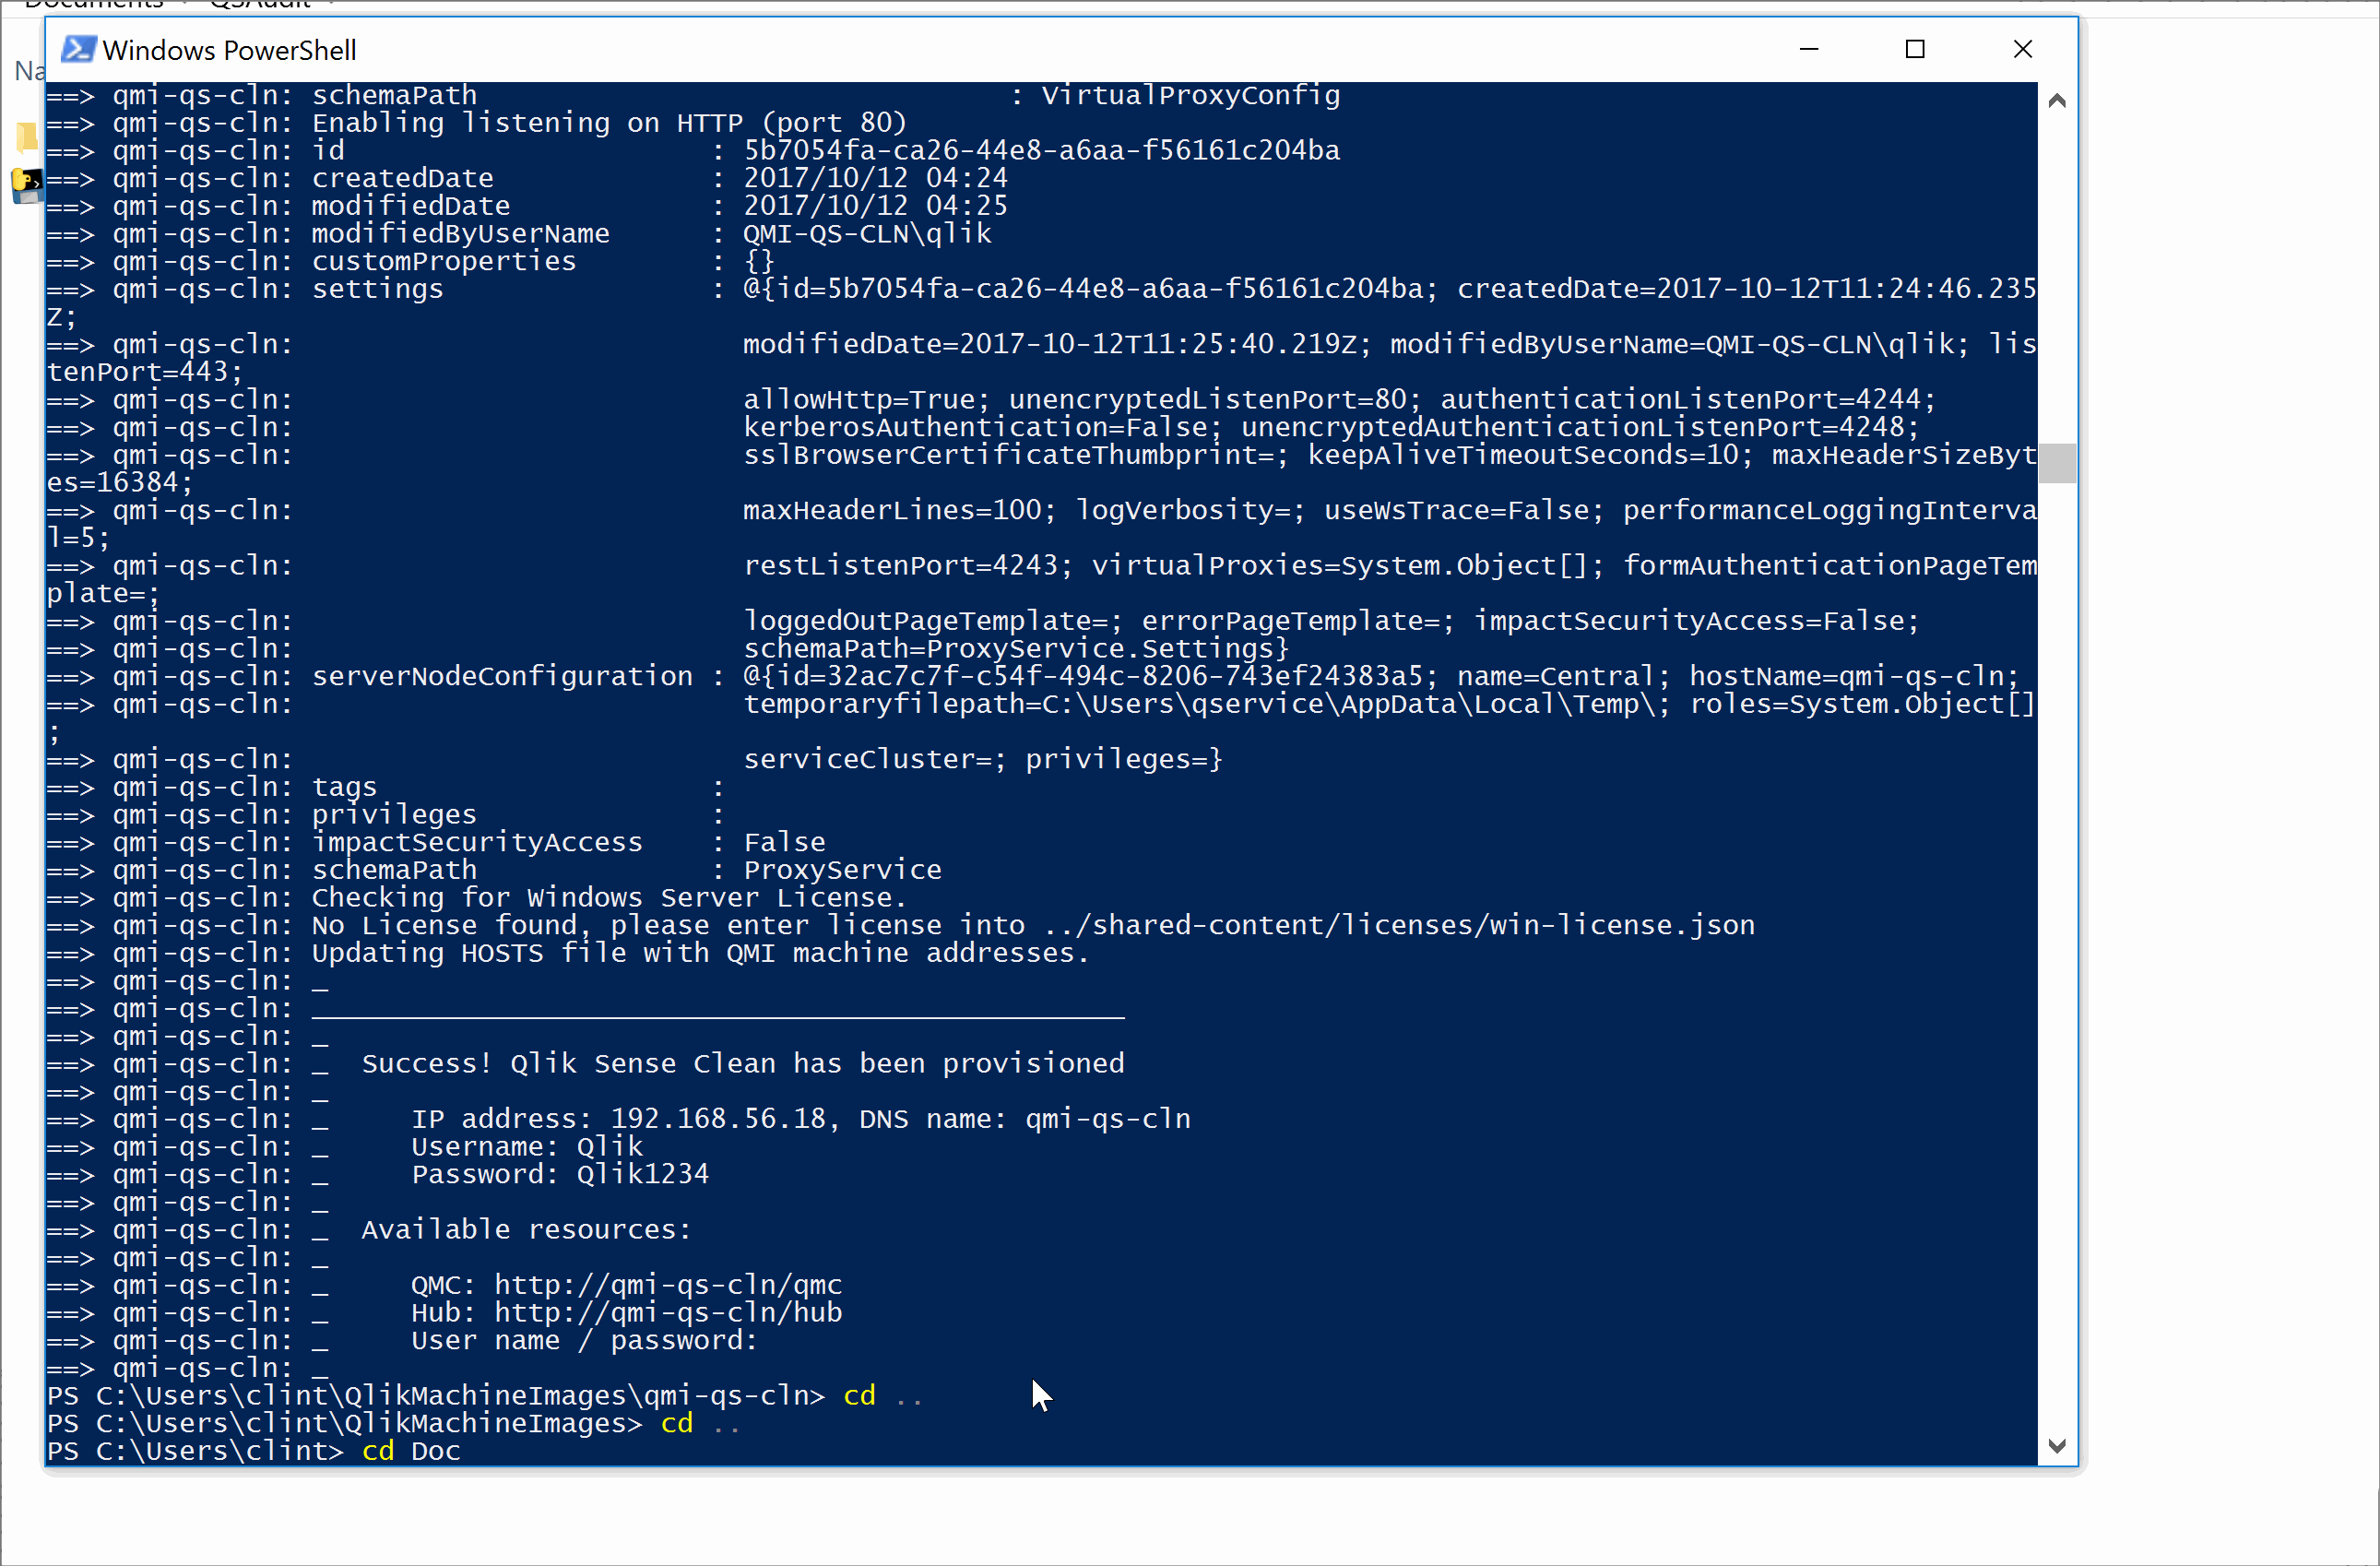 Documents QSAudit
Na
Windows PowerShell
==> qmi-qs-cln: schemaPath : VirtualProxyConfig
==> qmi-qs-cln: Enabling listening on HTTP (port 80)
==> qmi-qs-cln: id : 5b7054fa-ca26-44e8-a6aa-f56161c204ba
==> qmi-qs-cln: createdDate : 2017/10/12 04:24
==> qmi-qs-cln: modifiedDate : 2017/10/12 04:25
==> qmi-qs-cln: modifiedByUserName : QMI-QS-CLN\qlik
==> qmi-qs-cln: customProperties : {}
==> qmi-qs-cln: settings : @{id=5b7054fa-ca26-44e8-a6aa-f56161c204ba; createdDate=2017-10-12T11:24:46.235
Z;
==> qmi-qs-cln: modifiedDate=2017-10-12T11:25:40.219Z; modifiedByUserName=QMI-QS-CLN\qlik; lis
tenPort=443;
==> qmi-qs-cln: allowHttp=True; unencryptedListenPort=80; authenticationListenPort=4244;
==> qmi-qs-cln: kerberosAuthentication=False; unencryptedAuthenticationListenPort=4248;
==> qmi-qs-cln: sslBrowserCertificateThumbprint=; keepAliveTimeoutSeconds=10; maxHeaderSizeByt
es=16384;
==> qmi-qs-cln: maxHeaderLines=100; logVerbosity=; useWsTrace=False; performanceLoggingInterva
l=5;
==> qmi-qs-cln: restListenPort=4243; virtualProxies=System.Object[]; formAuthenticationPageTem
plate=;
==> qmi-qs-cln: loggedOutPageTemplate=; errorPageTemplate=; impactSecurityAccess=False;
==> qmi-qs-cln: schemaPath=ProxyService.Settings}
==> qmi-qs-cln: serverNodeConfiguration : @{id=32ac7c7f-c54f-494c-8206-743ef24383a5; name=Central; hostName=qmi-qs-cln;
==> qmi-qs-cln: temporaryfilepath=C:\Users\qservice\AppData\Local\Temp\; roles=System.Object[]
;
==> qmi-qs-cln: serviceCluster=; privileges=}
==> qmi-qs-cln: tags :
==> qmi-qs-cln: privileges :
==> qmi-qs-cln: impactSecurityAccess : False
==> qmi-qs-cln: schemaPath : ProxyService
==> qmi-qs-cln: Checking for Windows Server License.
==> qmi-qs-cln: No License found, please enter license into ../shared-content/licenses/win-license.json
==> qmi-qs-cln: Updating HOSTS file with QMI machine addresses.
==> qmi-qs-cln: _
==> qmi-qs-cln: _________________________________________________
==> qmi-qs-cln: _
==> qmi-qs-cln: _ Success! Qlik Sense Clean has been provisioned
==> qmi-qs-cln: _
==> qmi-qs-cln: _ IP address: 192.168.56.18, DNS name: qmi-qs-cln
==> qmi-qs-cln: _ Username: Qlik
==> qmi-qs-cln: _ Password: Qlik1234
==> qmi-qs-cln: _
==> qmi-qs-cln: _ Available resources:
==> qmi-qs-cln: _
==> qmi-qs-cln: _ QMC: http://qmi-qs-cln/qmc
==> qmi-qs-cln: _ Hub: http://qmi-qs-cln/hub
==> qmi-qs-cln: _ User name / password:
==> qmi-qs-cln: _
PS C:\Users\clint\QlikMachineImages\qmi-qs-cln> cd ..
PS C:\Users\clint\QlikMachineImages> cd ..
PS C:\Users\clint> cd Doc